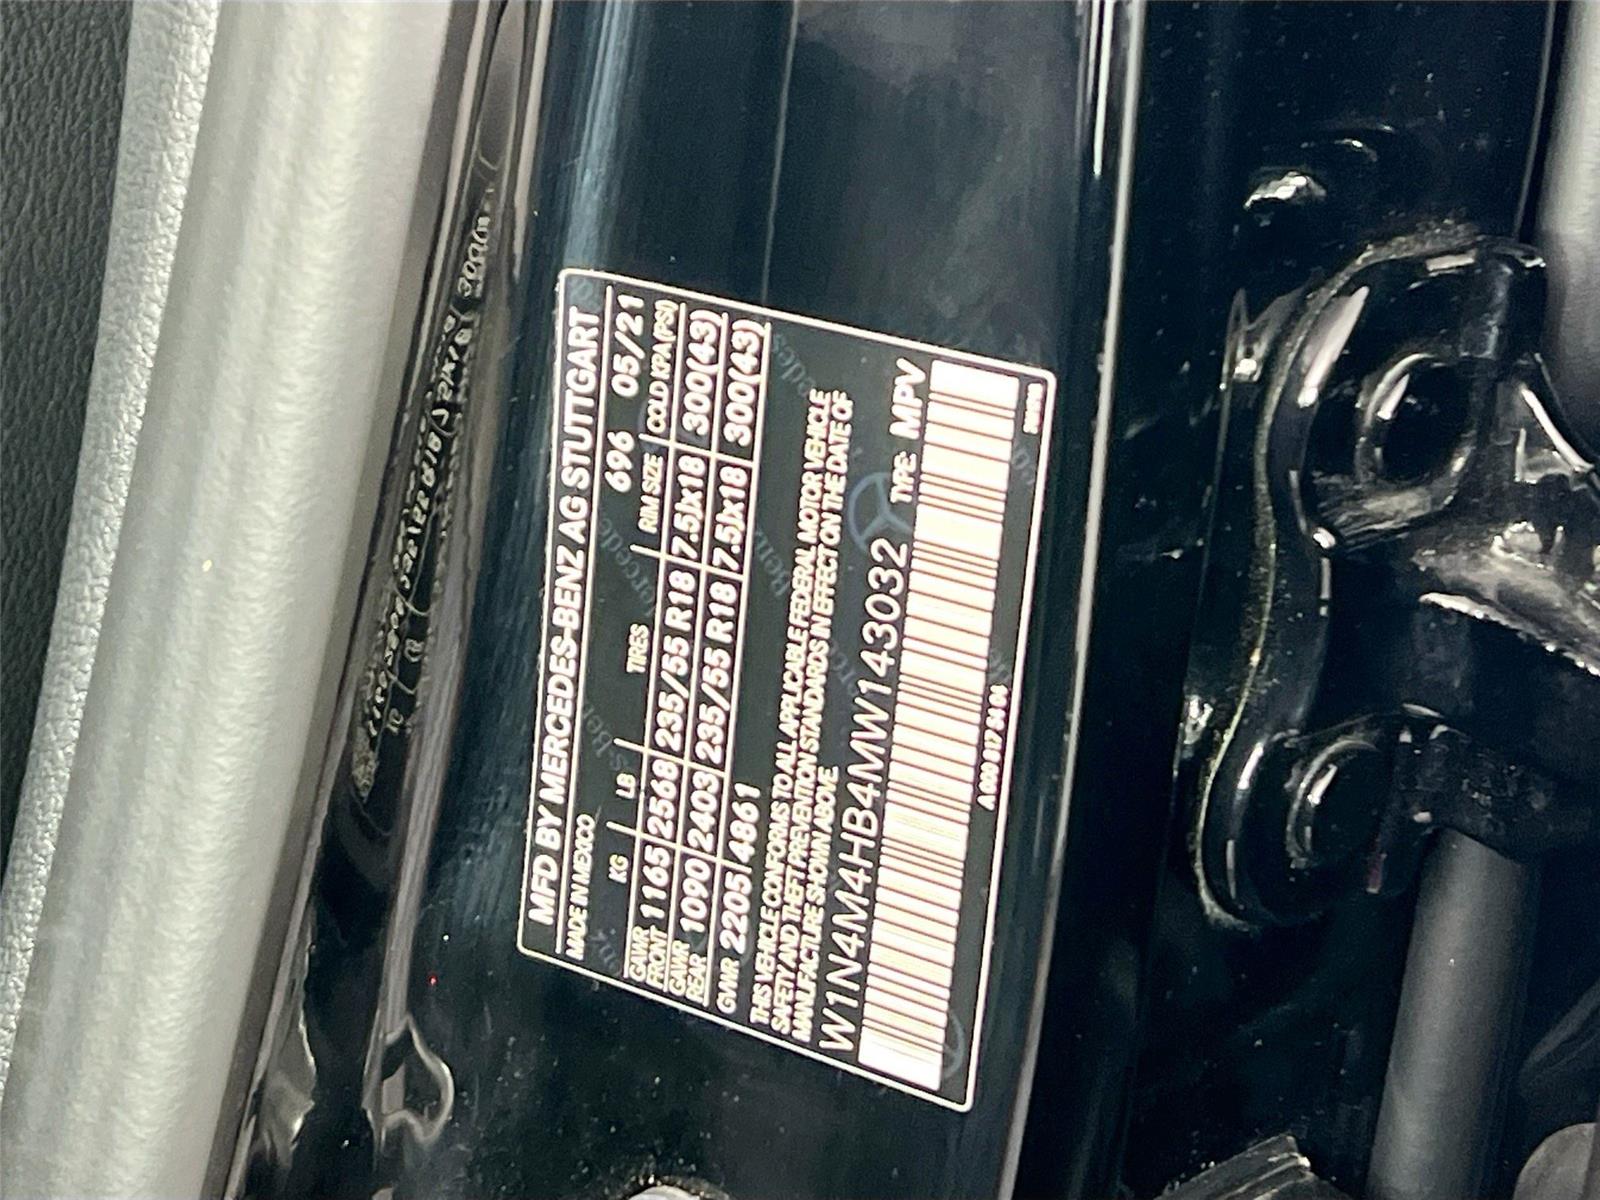 MFD BY MERCEDES-BENZ AG STUTTGART
MADE IN MEXICO 696 05/21
KG LB TIRES RIM SIZE COLD KPA(PSI)
GAWR FRONT 1165 2568 235/55 R18 7.5Jx18 300(43)
GAWR REAR 1090 2403 235/55 R18 7.5Jx18 300(43)
GVWR 2205 4861
THIS VEHICLE CONFORMS TO ALL APPLICABLE FEDERAL MOTOR VEHICLE
SAFETY AND THEFT PREVENTION STANDARDS IN EFFECT ON THE DATE OF
MANUFACTURE SHOWN ABOVE
W1N4M4HB4MW143032 TYPE: MPV